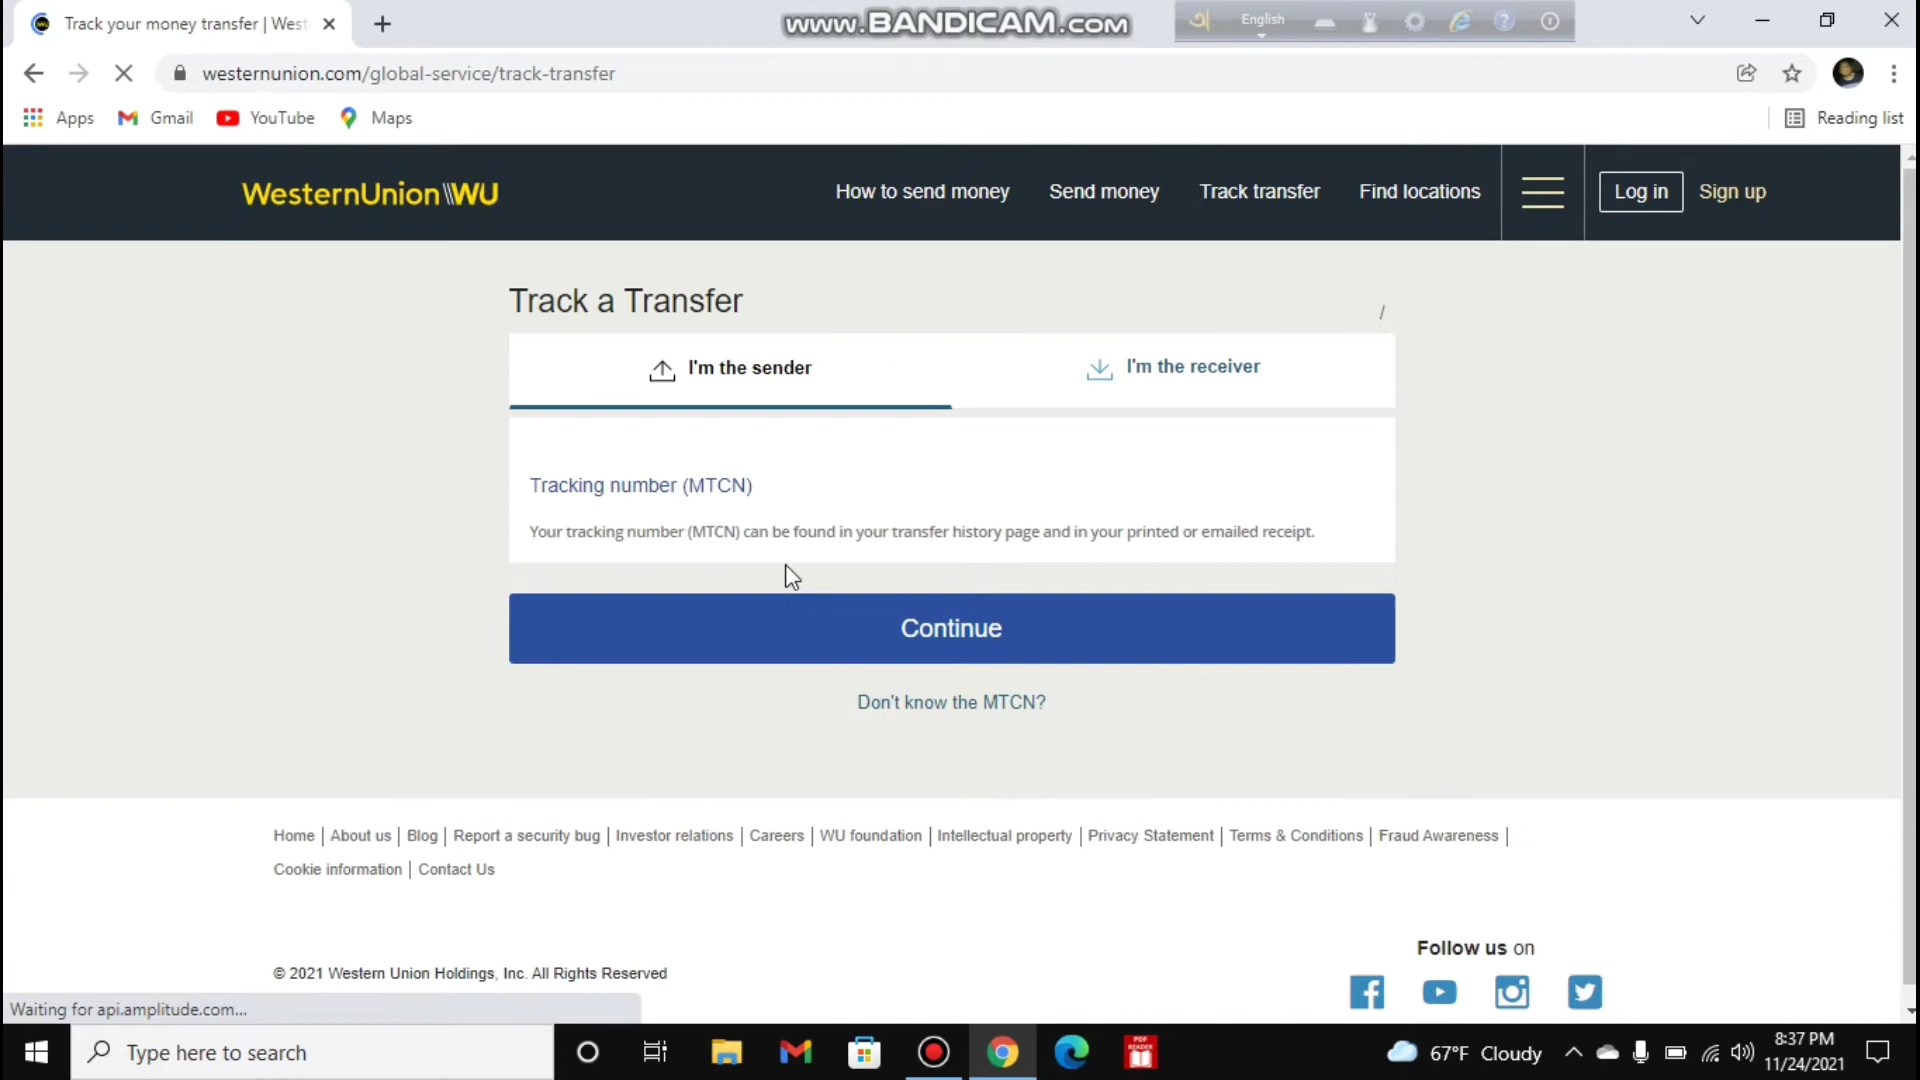 Track your money transfer | West
www.BANDICAM.com
English
westernunion.com/global-service/track-transfer
Apps Gmail YouTube Maps Reading list
WesternUnion\\WU How to send money Send money Track transfer Find locations Log in Sign up
Track a Transfer /
I'm the sender I'm the receiver
Tracking number (MTCN)
Your tracking number (MTCN) can be found in your transfer history page and in your printed or emailed receipt.
Continue
Don't know the MTCN?
Home | About us | Blog | Report a security bug | Investor relations | Careers | WU foundation | Intellectual property | Privacy Statement | Terms & Conditions | Fraud Awareness |
Cookie information | Contact Us
Follow us on
© 2021 Western Union Holdings, Inc. All Rights Reserved
Waiting for api.amplitude.com...
Type here to search PDF READER 67°F Cloudy 8:37 PM
11/24/2021